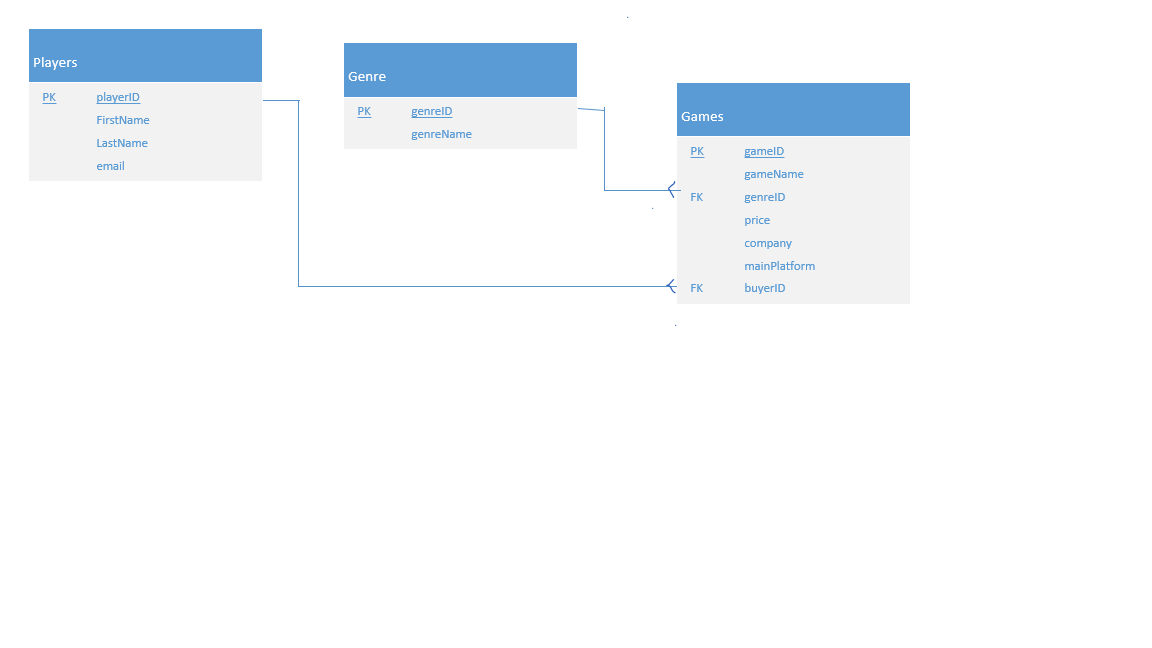 Players
PK playerID
FirstName
LastName
email
Genre
PK genreID
genreName
Games
PK gameID
gameName
FK genreID
price
company
mainPlatform
FK buyerID